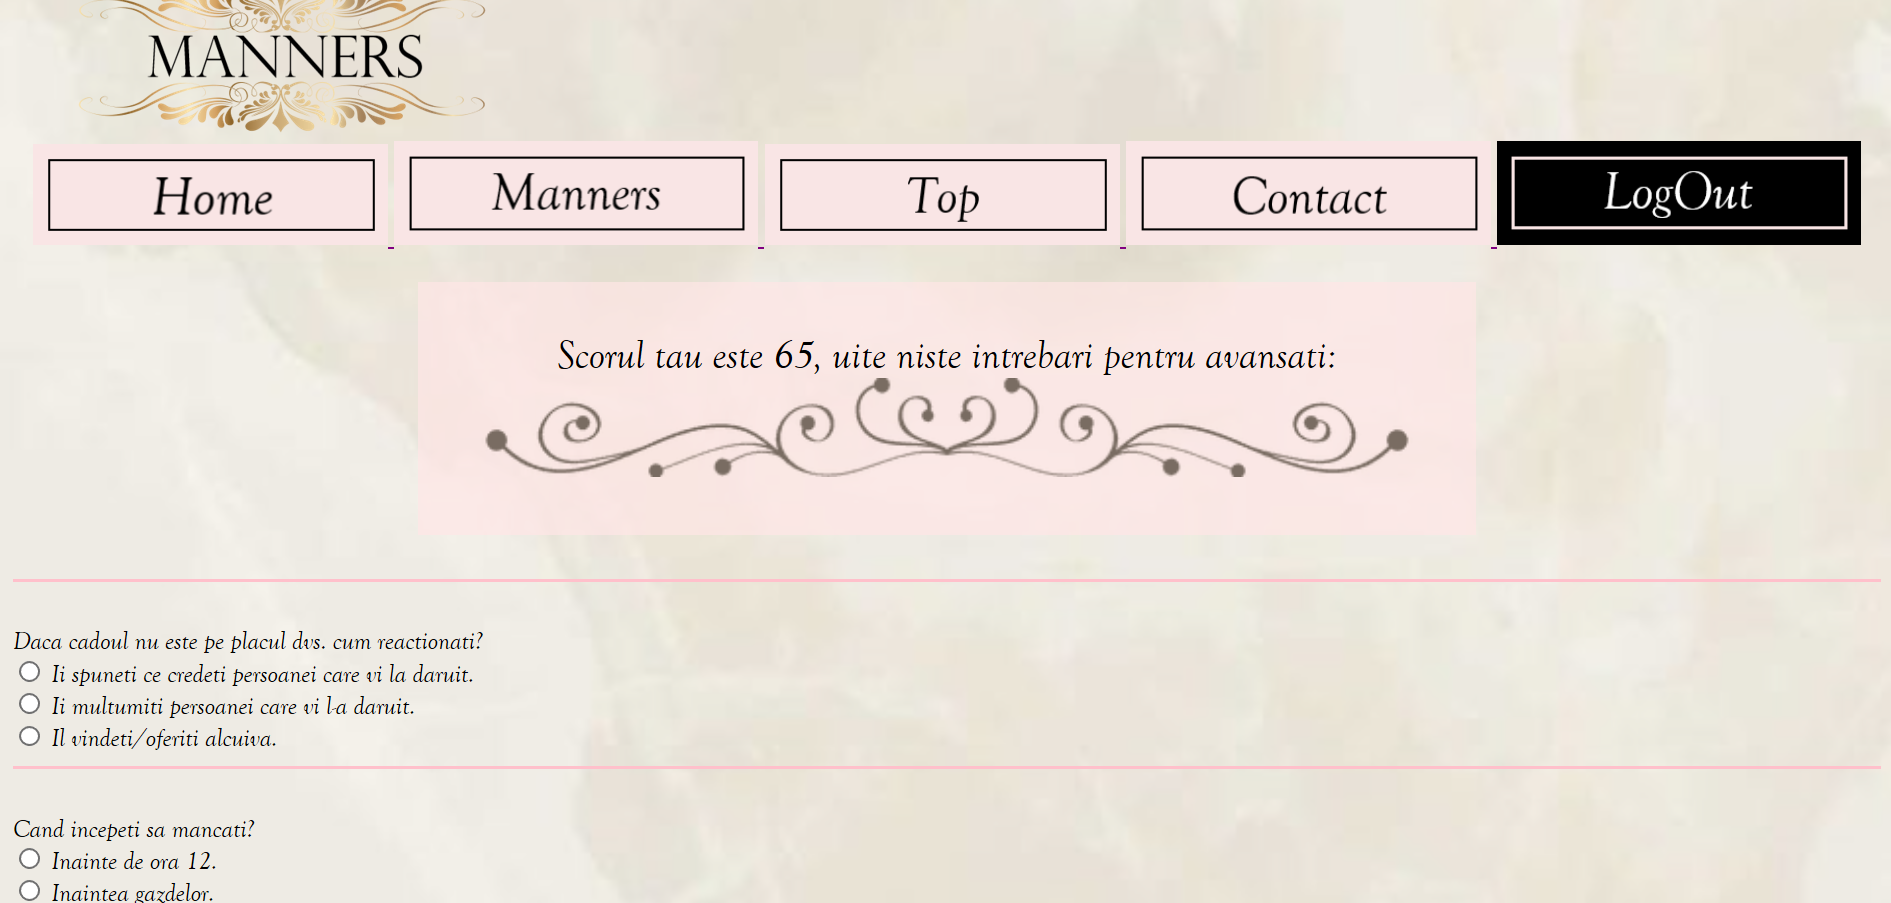 MANNERS
Home Manners Top Contact LogOut
Scorul tau este 65, uite niste intrebari pentru avansati:
Daca cadoul nu este pe placul dvs. cum reactionati?
Ii spuneti ce credeti persoanei care vi la daruit.
Ii multumiti persoanei care vi l-a daruit.
Il vindeti/oferiti alcuiva.
Cand incepeti sa mancati?
Inainte de ora 12.
Inaintea gazdelor.